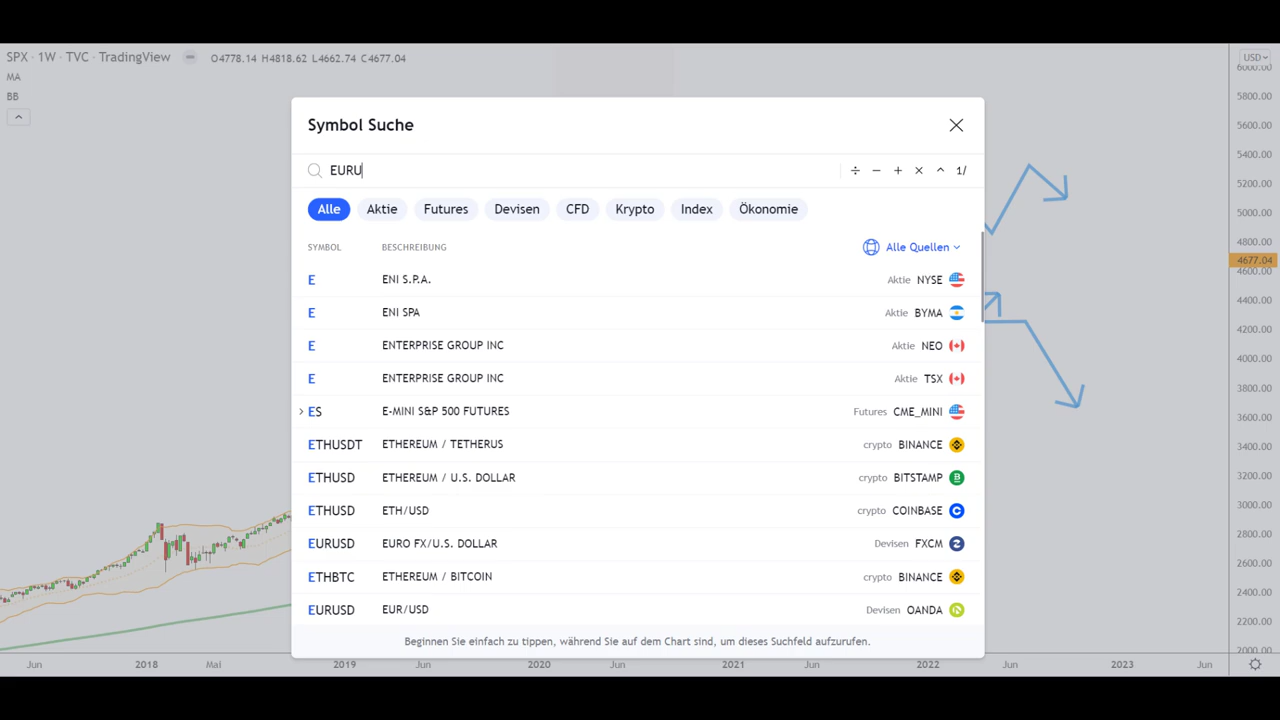 SPX · 1W · TVC · TradingView O4778.14 H4818.62 L4662.74 C4677.04
MA
BB
USD
6000.00
5800.00
5600.00
5400.00
5200.00
5000.00
4800.00
4677.04
4600.00
4400.00
4200.00
4000.00
3800.00
3600.00
3400.00
3200.00
3000.00
2800.00
2600.00
2400.00
2200.00
2000.00
Symbol Suche
EURU ÷ − + × ^ 1/
Alle Aktie Futures Devisen CFD Krypto Index Ökonomie
SYMBOL BESCHREIBUNG Alle Quellen
E ENI S.P.A. Aktie NYSE
E ENI SPA Aktie BYMA
E ENTERPRISE GROUP INC Aktie NEO
E ENTERPRISE GROUP INC Aktie TSX
ES E-MINI S&P 500 FUTURES Futures CME_MINI
ETHUSDT ETHEREUM / TETHERUS crypto BINANCE
ETHUSD ETHEREUM / U.S. DOLLAR crypto BITSTAMP
ETHUSD ETH/USD crypto COINBASE
EURUSD EURO FX/U.S. DOLLAR Devisen FXCM
ETHBTC ETHEREUM / BITCOIN crypto BINANCE
EURUSD EUR/USD Devisen OANDA
Beginnen Sie einfach zu tippen, während Sie auf dem Chart sind, um dieses Suchfeld aufzurufen.
Jun 2018 Mai 2019 Jun 2020 Jun 2021 Jun 2022 Jun 2023 Jun